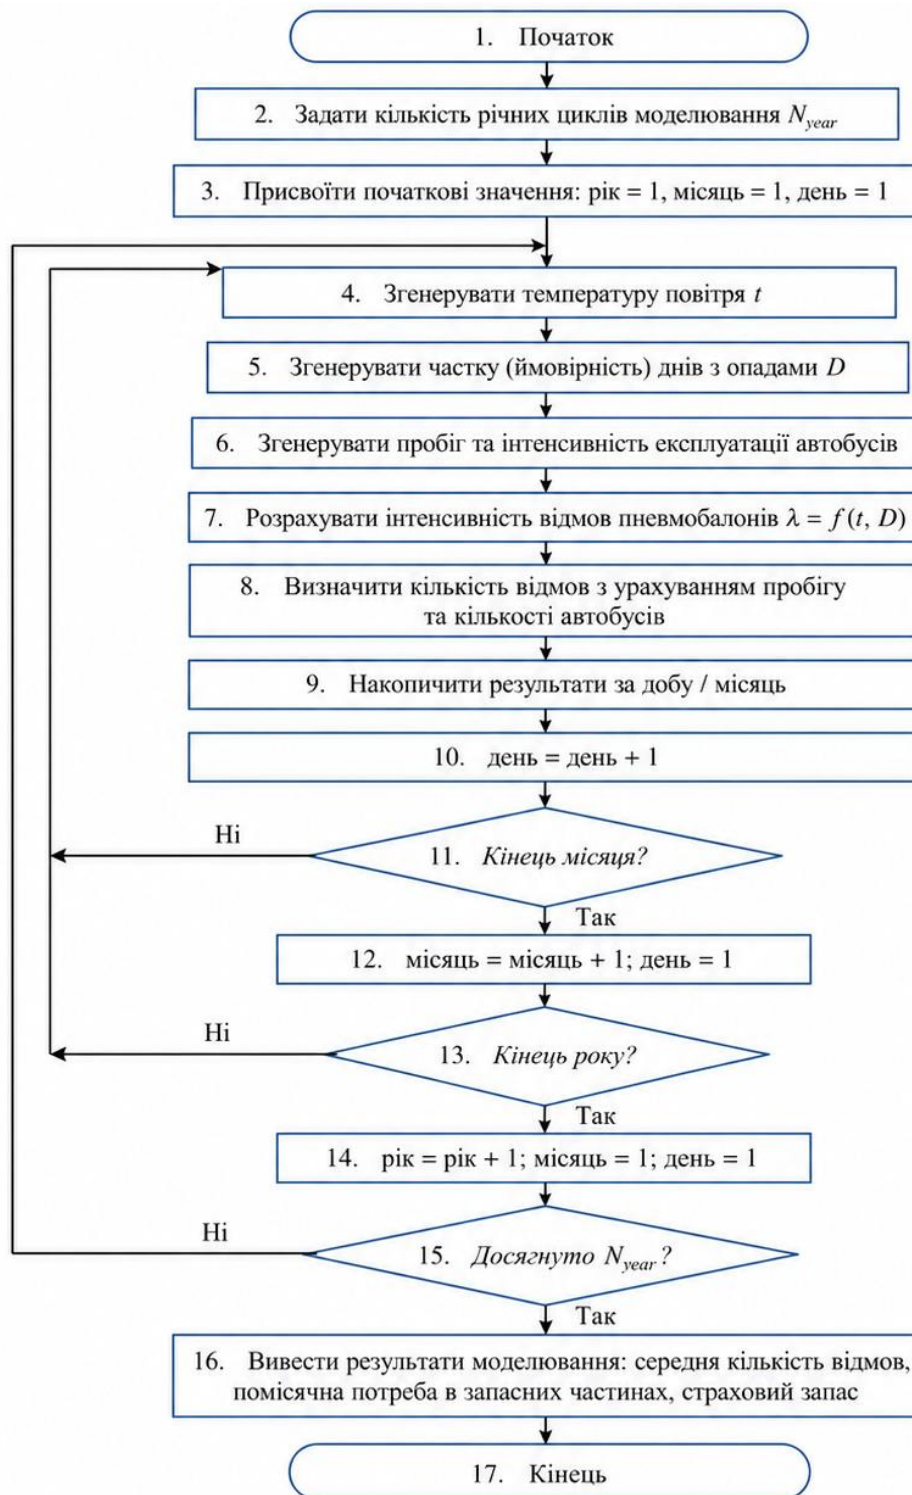 1. Початок
2. Задати кількість річних циклів моделювання N_year
3. Присвоїти початкові значення: рік = 1, місяць = 1, день = 1
4. Згенерувати температуру повітря t
5. Згенерувати частку (ймовірність) днів з опадами D
6. Згенерувати пробіг та інтенсивність експлуатації автобусів
7. Розрахувати інтенсивність відмов пневмобалонів λ = f (t, D)
8. Визначити кількість відмов з урахуванням пробігу
та кількості автобусів
9. Накопичити результати за добу / місяць
10. день = день + 1
Ні
11. Кінець місяця?
Так
12. місяць = місяць + 1; день = 1
Ні
13. Кінець року?
Так
14. рік = рік + 1; місяць = 1; день = 1
Ні
15. Досягнуто N_year ?
Так
16. Вивести результати моделювання: середня кількість відмов,
помісячна потреба в запасних частинах, страховий запас
17. Кінець